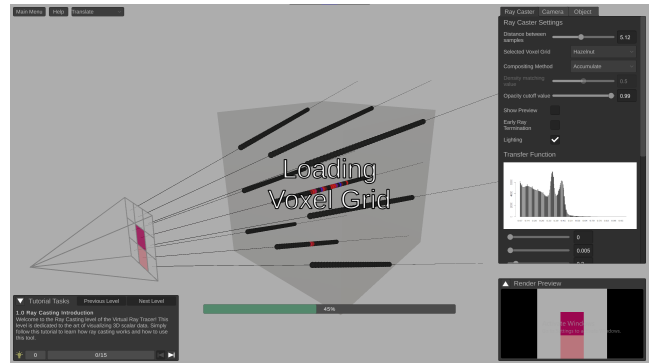 Main Menu
Help
Translate
Ray Caster
Camera
Object
Ray Caster Settings
Distance between
samples
5.12
Selected Voxel Grid
Hazelnut
Compositing Method
Accumulate
Density matching
value
0.5
Opacity cutoff value
0.99
Show Preview
Early Ray
Termination
Lighting
Transfer Function
0
0.005
Loading
Voxel Grid
45%
Tutorial Tasks
Previous Level
Next Level
1.0 Ray Casting Introduction
Welcome to the Ray Casting level of the Virtual Ray Tracer! This
level is dedicated to the art of visualizing 3D scalar data. Simply
follow this tutorial to learn how ray casting works and how to use
this tool.
0
0/15
Render Preview